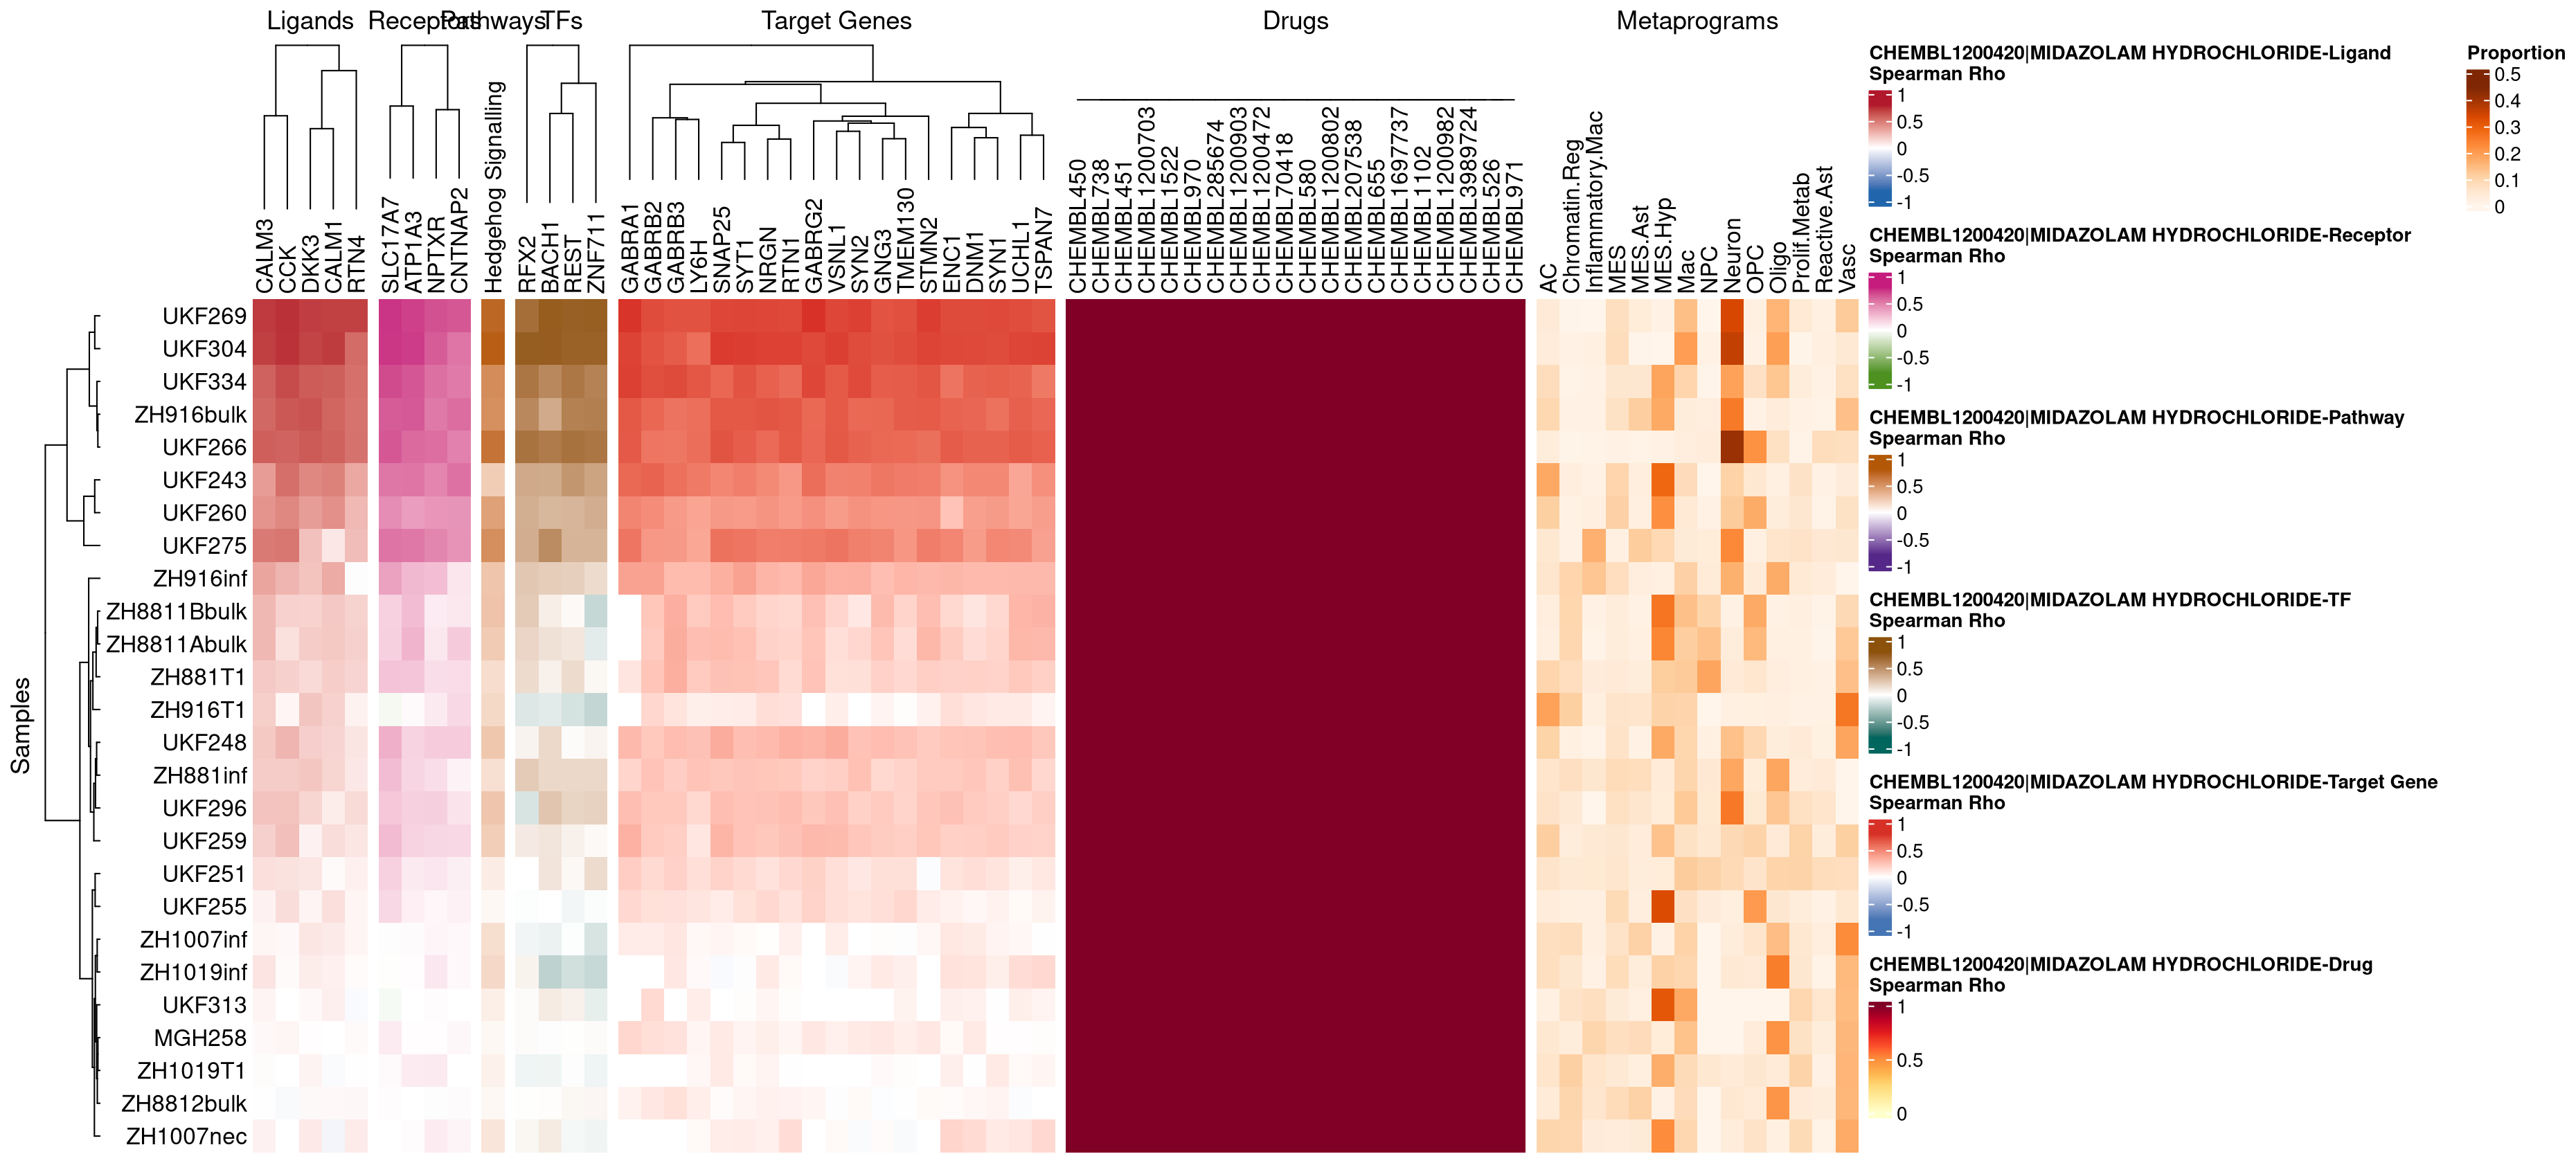 Ligands
Receptors
Pathways
TFs
Target Genes
Drugs
Metaprograms
CALM3
CCK
DKK3
CALM1
RTN4
SLC17A7
ATP1A3
NPTXR
CNTNAP2
Hedgehog Signalling
RFX2
BACH1
REST
ZNF711
GABRA1
GABRB2
GABRB3
LY6H
SNAP25
SYT1
NRGN
RTN1
GABRG2
VSNL1
SYN2
GNG3
TMEM130
STMN2
ENC1
DNM1
SYN1
UCHL1
TSPAN7
CHEMBL450
CHEMBL738
CHEMBL451
CHEMBL1200703
CHEMBL1522
CHEMBL970
CHEMBL285674
CHEMBL1200903
CHEMBL1200472
CHEMBL70418
CHEMBL580
CHEMBL1200802
CHEMBL207538
CHEMBL655
CHEMBL1697737
CHEMBL1102
CHEMBL1200982
CHEMBL3989724
CHEMBL526
CHEMBL971
AC
Chromatin.Reg
Inflammatory.Mac
MES
MES.Ast
MES.Hyp
Mac
NPC
Neuron
OPC
Oligo
Prolif.Metab
Reactive.Ast
Vasc
Samples
UKF269
UKF304
UKF334
ZH916bulk
UKF266
UKF243
UKF260
UKF275
ZH916inf
ZH8811Bbulk
ZH8811Abulk
ZH881T1
ZH916T1
UKF248
ZH881inf
UKF296
UKF259
UKF251
UKF255
ZH1007inf
ZH1019inf
UKF313
MGH258
ZH1019T1
ZH8812bulk
ZH1007nec
CHEMBL1200420|MIDAZOLAM HYDROCHLORIDE-Ligand
Spearman Rho
1
0.5
0
-0.5
-1
CHEMBL1200420|MIDAZOLAM HYDROCHLORIDE-Receptor
Spearman Rho
1
0.5
0
-0.5
-1
CHEMBL1200420|MIDAZOLAM HYDROCHLORIDE-Pathway
Spearman Rho
1
0.5
0
-0.5
-1
CHEMBL1200420|MIDAZOLAM HYDROCHLORIDE-TF
Spearman Rho
1
0.5
0
-0.5
-1
CHEMBL1200420|MIDAZOLAM HYDROCHLORIDE-Target Gene
Spearman Rho
1
0.5
0
-0.5
-1
CHEMBL1200420|MIDAZOLAM HYDROCHLORIDE-Drug
Spearman Rho
1
0.5
0
Proportion
0.5
0.4
0.3
0.2
0.1
0